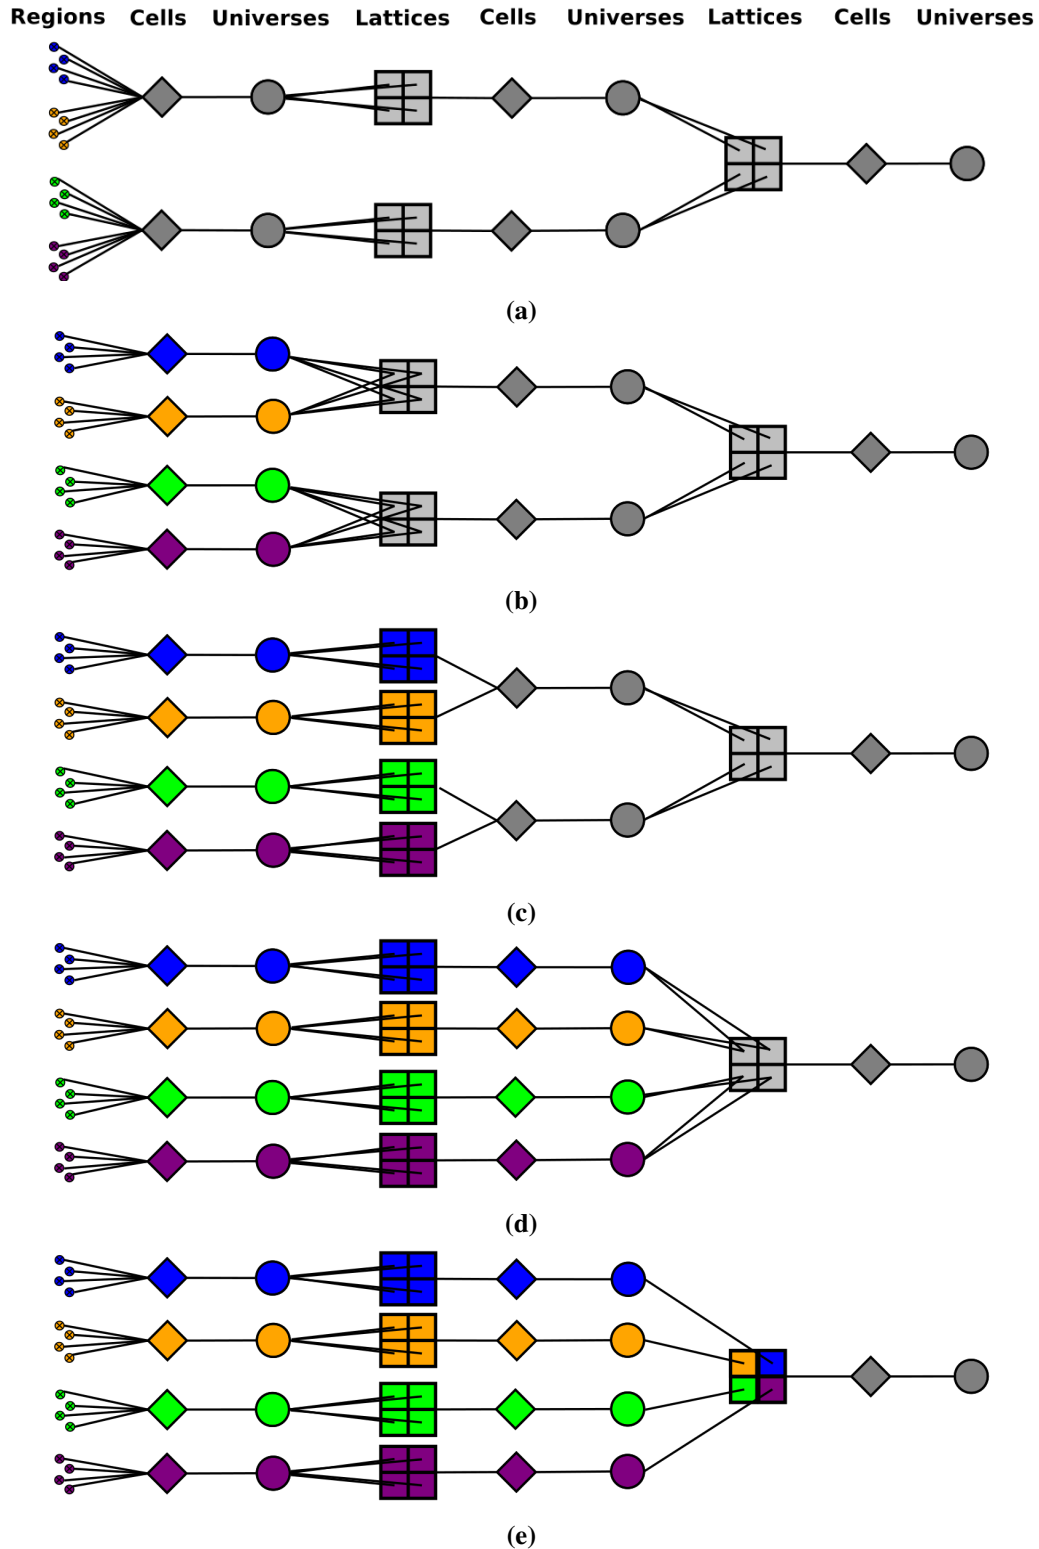 Regions Cells Universes Lattices Cells Universes Lattices Cells Universes
(a)
(b)
(c)
(d)
(e)